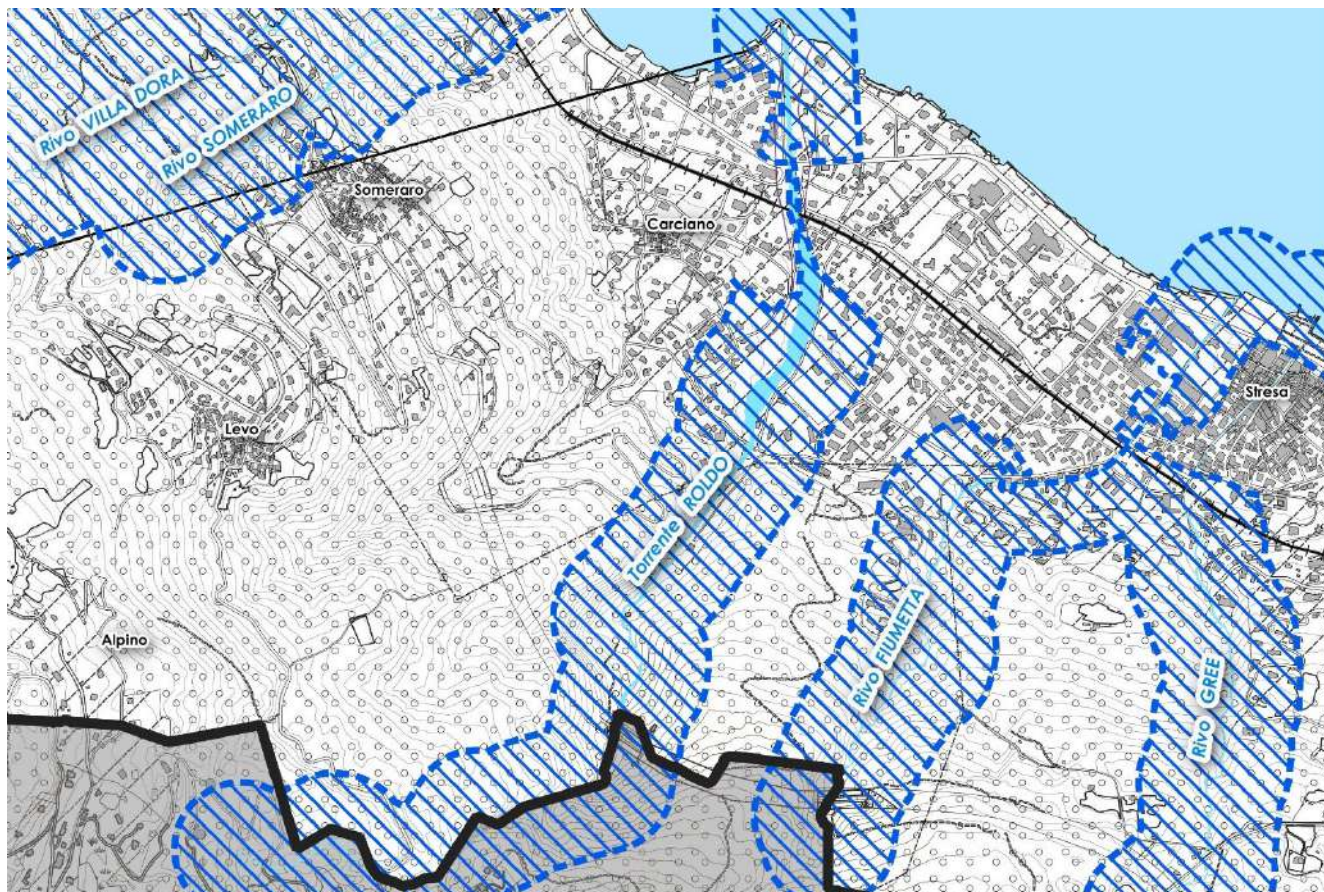 Rivo VILLA DORA
Rivo SOMERARO
Someraro
Carciano
Stresa
Levo
Torrente ROLDO
Rivo FIUMETTA
Alpino
Rivo GREE